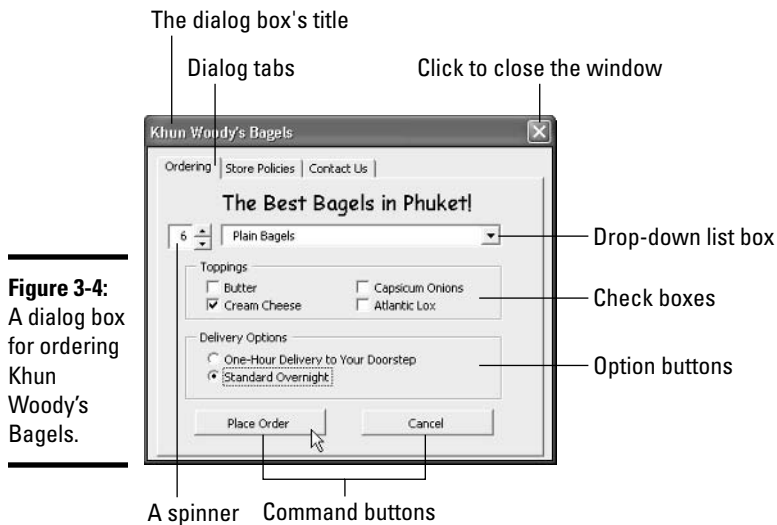 The dialog box's title
Dialog tabs
Click to close the window
Khun Woody's Bagels
Ordering
Store Policies
Contact Us
The Best Bagels in Phuket!
6
Plain Bagels
Drop-down list box
Toppings
Butter
Capsicum Onions
Cream Cheese
Atlantic Lox
Check boxes
Delivery Options
One-Hour Delivery to Your Doorstep
Standard Overnight
Option buttons
Place Order
Cancel
A spinner
Command buttons
Figure 3-4:
A dialog box
for ordering
Khun
Woody's
Bagels.